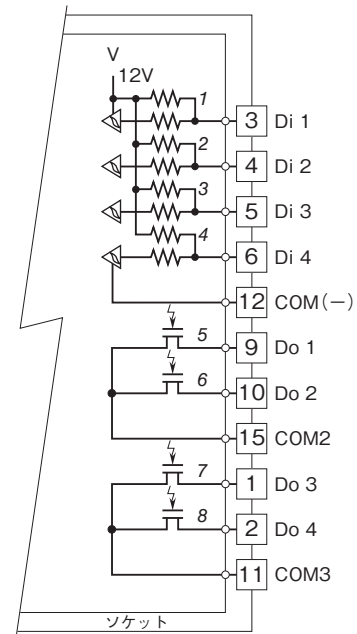 V
12V
1
3 Di 1
2
4 Di 2
3
5 Di 3
4
6 Di 4
12 COM(−)
5
9 Do 1
6
10 Do 2
15 COM2
7
1 Do 3
8
2 Do 4
11 COM3
ソケット